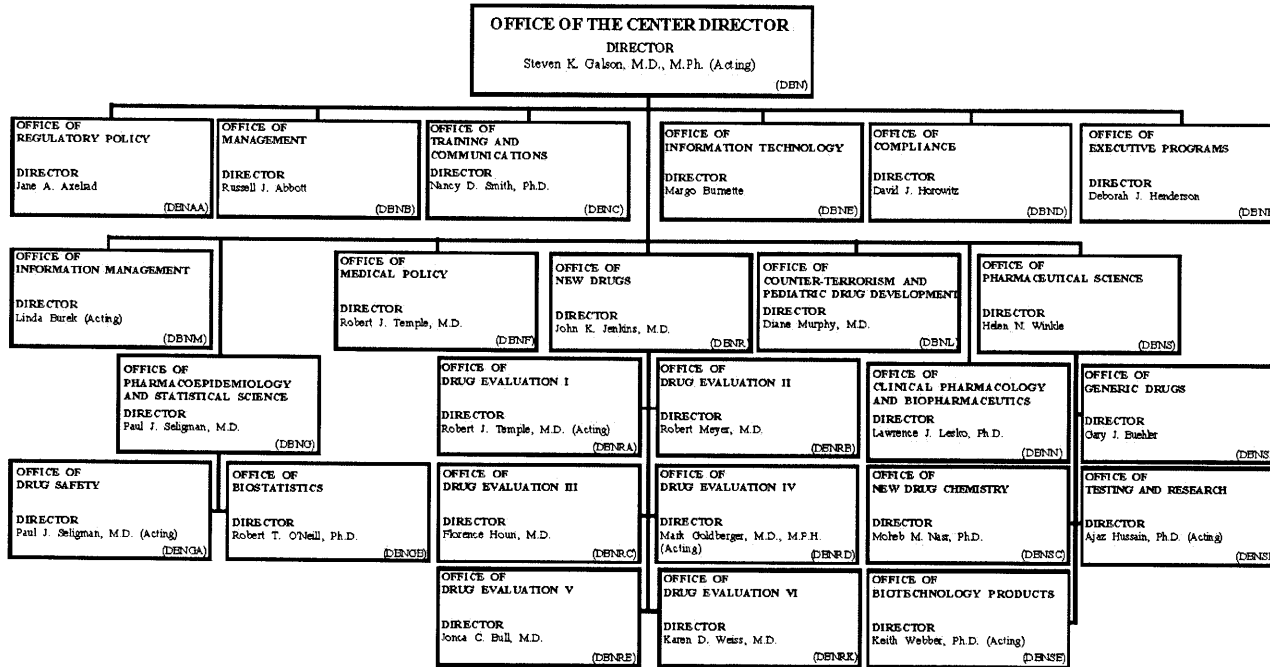 OFFICE OF THE CENTER DIRECTOR
DIRECTOR
Steven K. Galson, M.D., M.Ph. (Acting)
(DBN)
OFFICE OF
REGULATORY POLICY
DIRECTOR
Jane A. Axelrad
(DBNAA)
OFFICE OF
MANAGEMENT
DIRECTOR
Russell J. Abbott
(DBNB)
OFFICE OF
TRAINING AND
COMMUNICATIONS
DIRECTOR
Nancy D. Smith, Ph.D.
(DBNC)
OFFICE OF
INFORMATION TECHNOLOGY
DIRECTOR
Margo Burnette
(DBNE)
OFFICE OF
COMPLIANCE
DIRECTOR
David J. Horowitz
(DBND)
OFFICE OF
EXECUTIVE PROGRAMS
DIRECTOR
Deborah J. Henderson
OFFICE OF
INFORMATION MANAGEMENT
DIRECTOR
Linda Burek (Acting)
(DBNM)
OFFICE OF
MEDICAL POLICY
DIRECTOR
Robert J. Temple, M.D.
(DBNF)
OFFICE OF
NEW DRUGS
DIRECTOR
John K. Jenkins, M.D.
(DBNR)
OFFICE OF
COUNTER-TERRORISM AND
PEDIATRIC DRUG DEVELOPMENT
DIRECTOR
Diane Murphy, M.D.
(DBNL)
OFFICE OF
PHARMACEUTICAL SCIENCE
DIRECTOR
Helen N. Winkle
(DBNS)
OFFICE OF
PHARMACOEPIDEMIOLOGY
AND STATISTICAL SCIENCE
DIRECTOR
Paul J. Seligman, M.D.
(DBNG)
OFFICE OF
DRUG EVALUATION I
DIRECTOR
Robert J. Temple, M.D. (Acting)
(DBNRA)
OFFICE OF
DRUG EVALUATION II
DIRECTOR
Robert Meyer, M.D.
(DBNRB)
OFFICE OF
CLINICAL PHARMACOLOGY
AND BIOPHARMACEUTICS
DIRECTOR
Lawrence J. Lesko, Ph.D.
(DBNN)
OFFICE OF
GENERIC DRUGS
DIRECTOR
Gary J. Buehler
OFFICE OF
DRUG SAFETY
DIRECTOR
Paul J. Seligman, M.D. (Acting)
(DBNGA)
OFFICE OF
BIOSTATISTICS
DIRECTOR
Robert T. O'Neill, Ph.D.
(DBNGB)
OFFICE OF
DRUG EVALUATION III
DIRECTOR
Florence Houn, M.D.
(DBNRC)
OFFICE OF
DRUG EVALUATION IV
DIRECTOR
Mark Goldberger, M.D., M.P.H.
(Acting)
(DBNRD)
OFFICE OF
NEW DRUG CHEMISTRY
DIRECTOR
Moheb M. Nasr, Ph.D.
(DBNSC)
OFFICE OF
TESTING AND RESEARCH
DIRECTOR
Ajaz Hussain, Ph.D. (Acting)
OFFICE OF
DRUG EVALUATION V
DIRECTOR
Jonca C. Bull, M.D.
(DBNRE)
OFFICE OF
DRUG EVALUATION VI
DIRECTOR
Karen D. Weiss, M.D.
(DBNRK)
OFFICE OF
BIOTECHNOLOGY PRODUCTS
DIRECTOR
Keith Webber, Ph.D. (Acting)
(DBNSE)